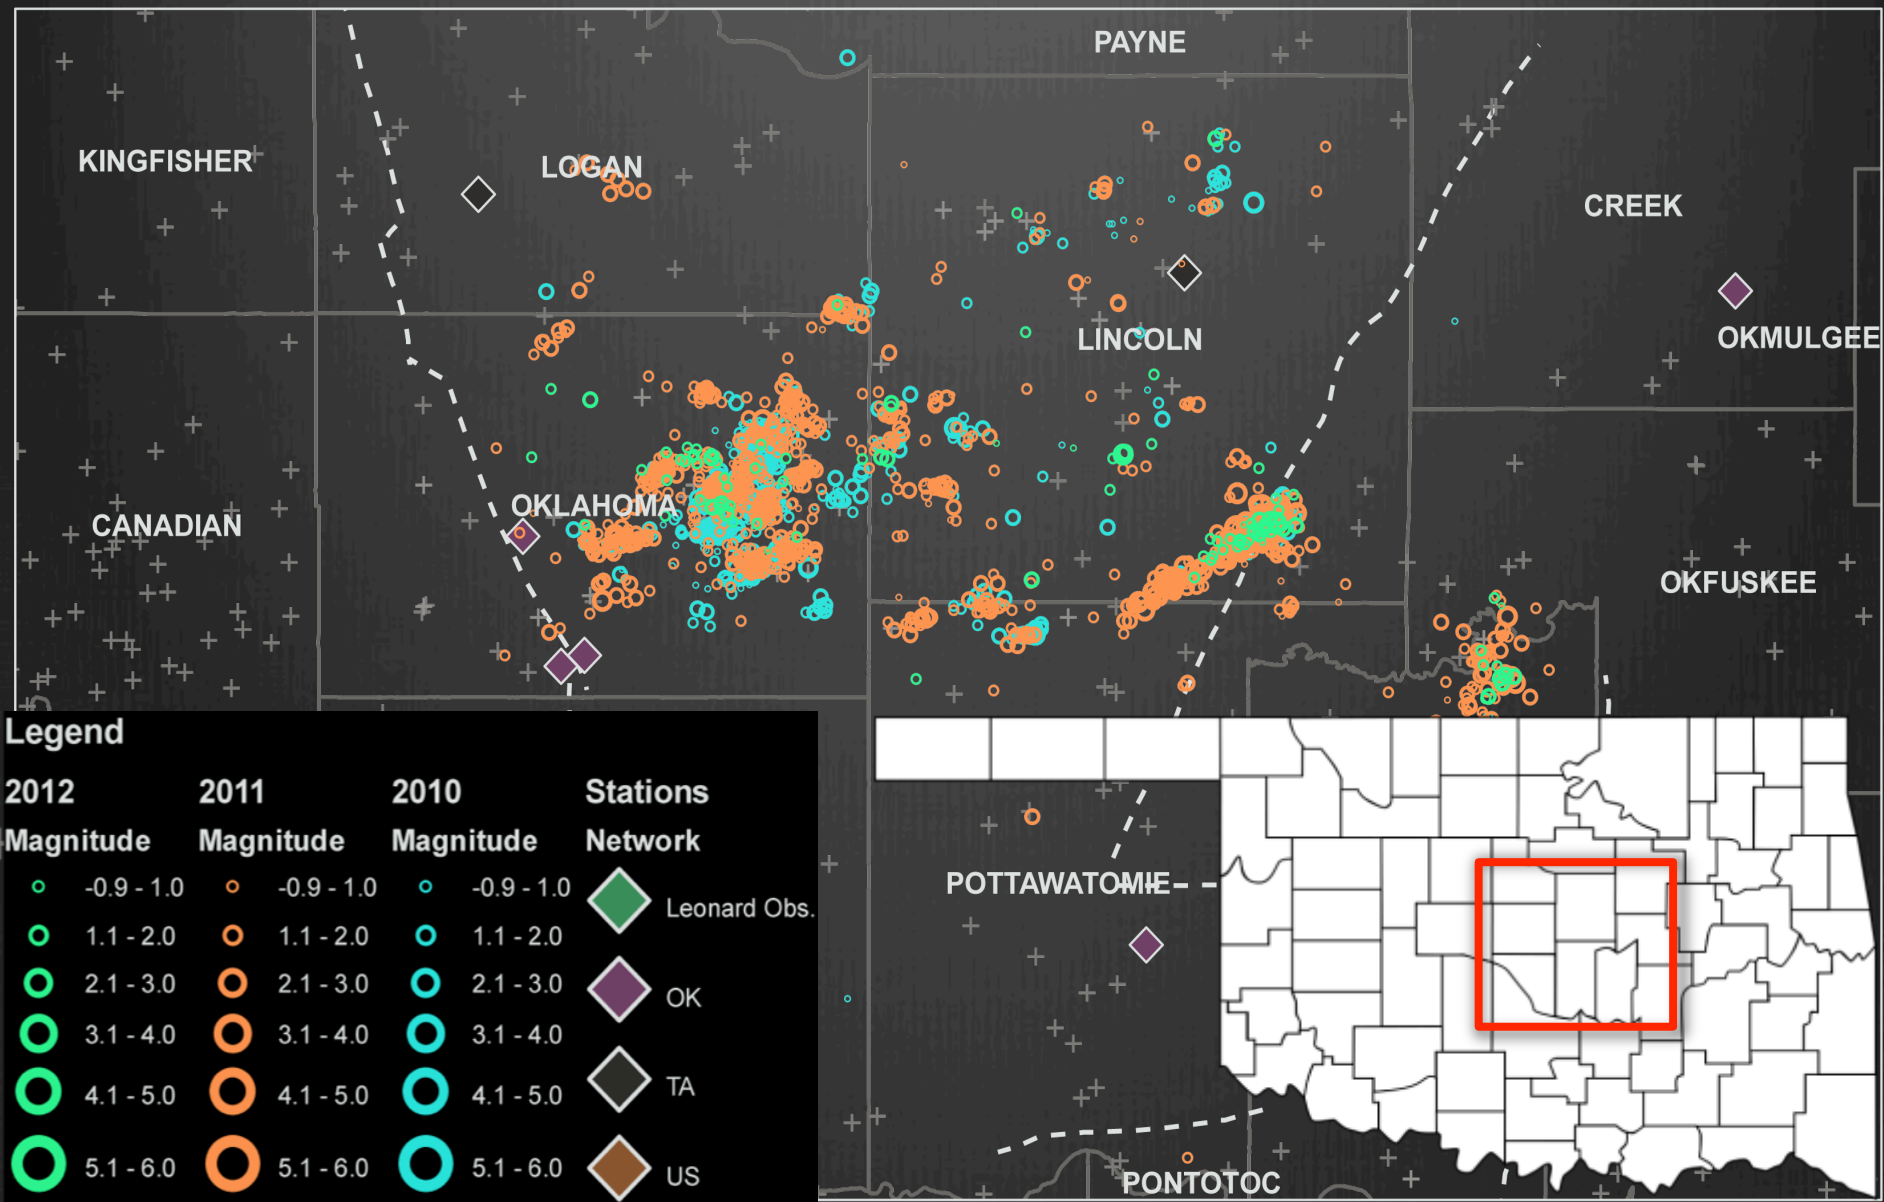 PAYNE
KINGFISHER
LOGAN
CREEK
LINCOLN
OKMULGEE
OKLAHOMA
CANADIAN
OKFUSKEE
POTTAWATOMIE
PONTOTOC
Legend
2012 2011 2010 Stations
Magnitude Magnitude Magnitude Network
-0.9 - 1.0 -0.9 - 1.0 -0.9 - 1.0
Leonard Obs.
1.1 - 2.0 1.1 - 2.0 1.1 - 2.0
2.1 - 3.0 2.1 - 3.0 2.1 - 3.0
OK
3.1 - 4.0 3.1 - 4.0 3.1 - 4.0
4.1 - 5.0 4.1 - 5.0 4.1 - 5.0
TA
5.1 - 6.0 5.1 - 6.0 5.1 - 6.0
US